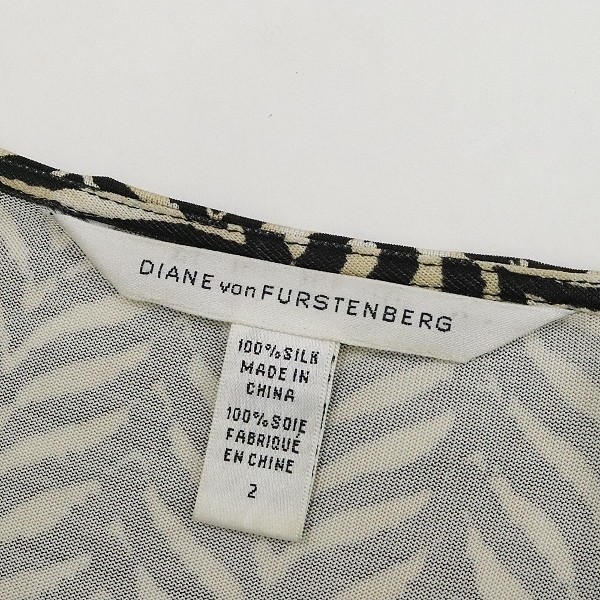 DIANE von FURSTENBERG
100% SILK
MADE IN
CHINA
100% SOIE
FABRIQUÉ
EN CHINE
2